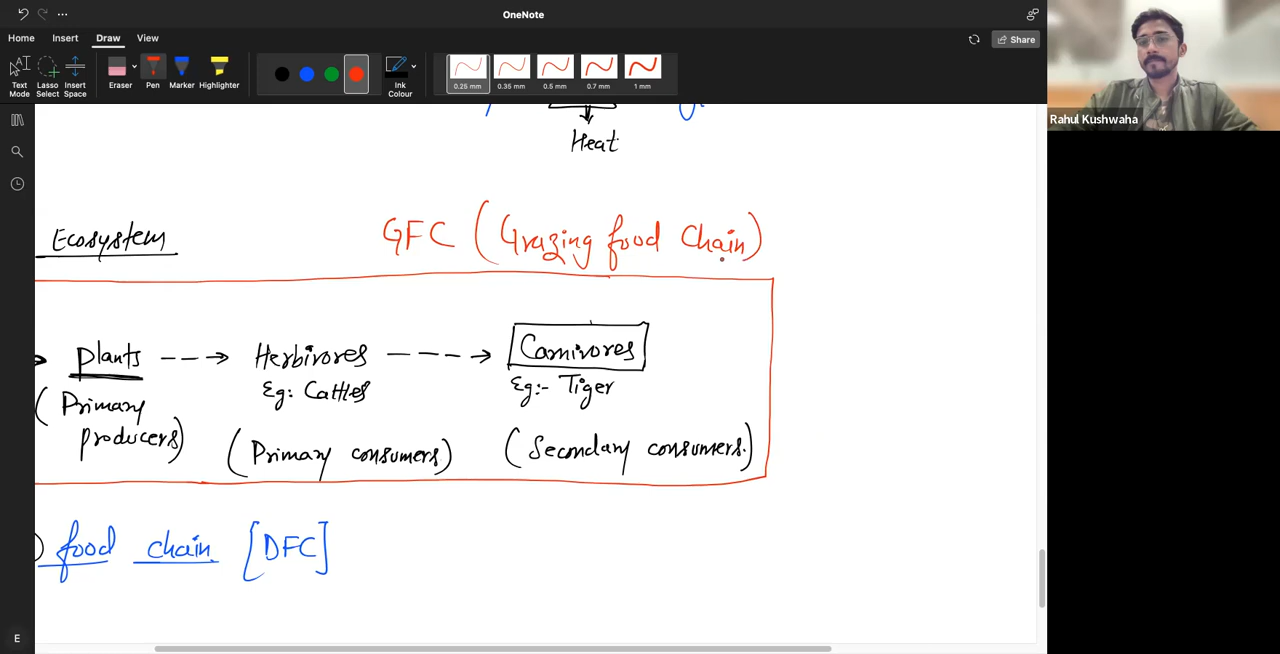 OneNote
Home Insert Draw View
Share
Text Mode
Lasso Select
Insert Space
Eraser
Pen
Marker
Highlighter
Ink Colour
0.25 mm
0.35 mm
0.5 mm
0.7 mm
1 mm
Rahul Kushwaha
Heat
Ecosystem
GFC (Grazing food Chain)
Plants ---> Herbivores ----> Carnivores
Eg: Cattles
Eg:- Tiger
(Primary producers)
(Primary consumers)
(Secondary consumers.)
) food chain [DFC]
E